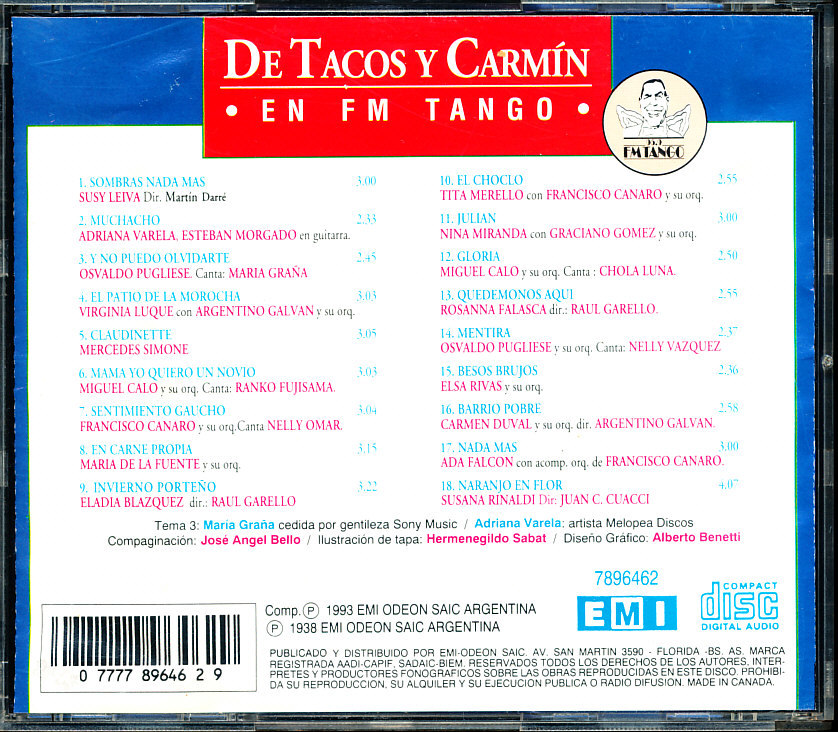 DE TACOS Y CARMÍN
• EN FM TANGO •
FM TANGO
1. SOMBRAS NADA MAS 3.00
SUSY LEIVA Dir. Martín Darré
2. MUCHACHO 2.33
ADRIANA VARELA, ESTEBAN MORGADO en guitarra.
3. Y NO PUEDO OLVIDARTE 2.45
OSVALDO PUGLIESE. Canta: MARIA GRAÑA
4. EL PATIO DE LA MOROCHA 3.03
VIRGINIA LUQUE con ARGENTINO GALVAN y su orq.
5. CLAUDINETTE 3.05
MERCEDES SIMONE
6. MAMA YO QUIERO UN NOVIO 3.03
MIGUEL CALO y su orq. Canta: RANKO FUJISAMA.
7. SENTIMIENTO GAUCHO 3.04
FRANCISCO CANARO y su orq.Canta NELLY OMAR.
8. EN CARNE PROPIA 3.15
MARIA DE LA FUENTE y su orq.
9. INVIERNO PORTEÑO 3.22
ELADIA BLAZQUEZ dir.: RAUL GARELLO
10. EL CHOCLO 2.55
TITA MERELLO con FRANCISCO CANARO y su orq.
11. JULIAN 3.00
NINA MIRANDA con GRACIANO GOMEZ y su orq.
12. GLORIA 2.50
MIGUEL CALO y su orq. Canta : CHOLA LUNA.
13. QUEDEMONOS AQUI 2.55
ROSANNA FALASCA dir.: RAUL GARELLO.
14. MENTIRA 2.37
OSVALDO PUGLIESE y su orq. Canta: NELLY VAZQUEZ
15. BESOS BRUJOS 2.36
ELSA RIVAS y su orq.
16. BARRIO POBRE 2.58
CARMEN DUVAL y su orq. dir. ARGENTINO GALVAN.
17. NADA MAS 3.00
ADA FALCON con acomp. orq. de FRANCISCO CANARO.
18. NARANJO EN FLOR 4.07
SUSANA RINALDI Dir: JUAN C. CUACCI
Tema 3: María Graña cedida por gentileza Sony Music / Adriana Varela: artista Melopea Discos
Compaginación: José Angel Bello / Ilustración de tapa: Hermenegildo Sabat / Diseño Gráfico: Alberto Benetti
7896462
EMI
COMPACT
disc
DIGITAL AUDIO
Comp. Ⓟ 1993 EMI ODEON SAIC ARGENTINA
Ⓟ 1938 EMI ODEON SAIC ARGENTINA
PUBLICADO Y DISTRIBUIDO POR EMI-ODEON SAIC. AV. SAN MARTIN 3590 - FLORIDA -BS. AS. MARCA
REGISTRADA AADI-CAPIF, SADAIC-BIEM. RESERVADOS TODOS LOS DERECHOS DE LOS AUTORES, INTER-
PRETES Y PRODUCTORES FONOGRAFICOS SOBRE LAS OBRAS REPRODUCIDAS EN ESTE DISCO. PROHIBI-
DA SU REPRODUCCION, SU ALQUILER Y SU EJECUCION PUBLICA O RADIO DIFUSION. MADE IN CANADA.
0 7777 89646 2 9